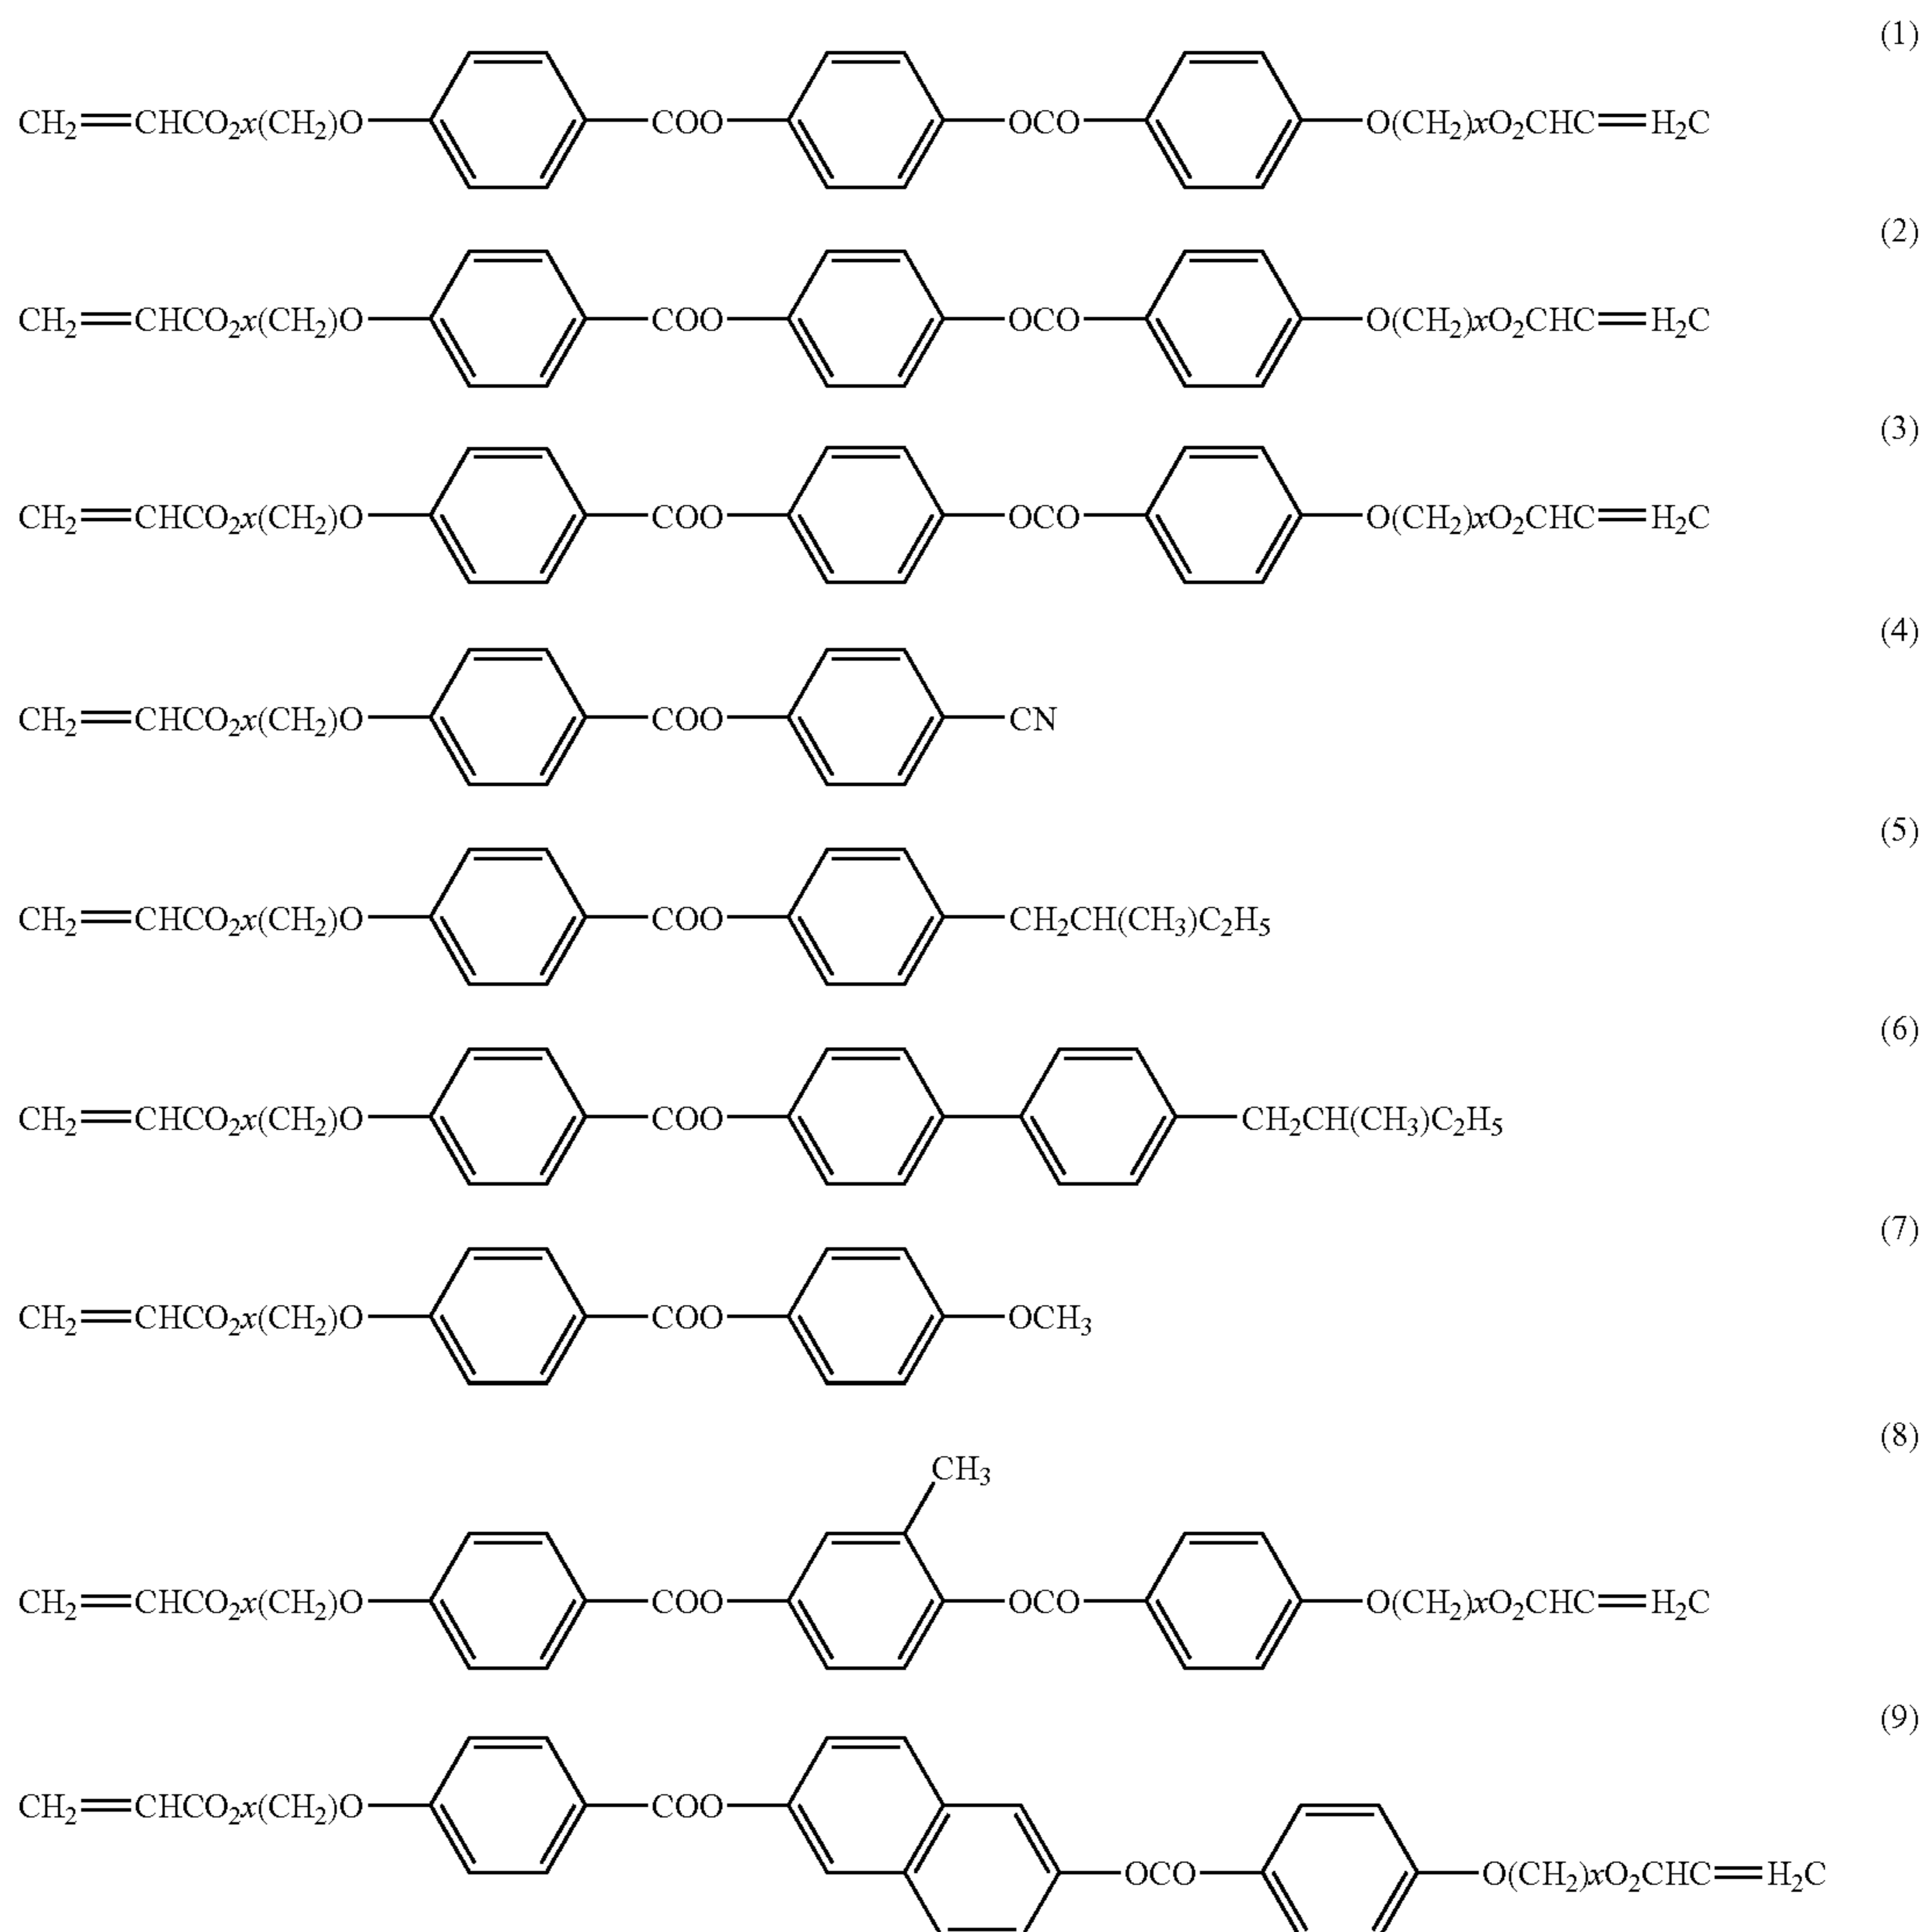 (1)
CH₂=CHCO₂x(CH₂)O COO OCO O(CH₂)xO₂CHC=H₂C
(2)
CH₂=CHCO₂x(CH₂)O COO OCO O(CH₂)xO₂CHC=H₂C
(3)
CH₂=CHCO₂x(CH₂)O COO OCO O(CH₂)xO₂CHC=H₂C
(4)
CH₂=CHCO₂x(CH₂)O COO CN
(5)
CH₂=CHCO₂x(CH₂)O COO CH₂CH(CH₃)C₂H₅
(6)
CH₂=CHCO₂x(CH₂)O COO CH₂CH(CH₃)C₂H₅
(7)
CH₂=CHCO₂x(CH₂)O COO OCH₃
(8)
CH₃
CH₂=CHCO₂x(CH₂)O COO OCO O(CH₂)xO₂CHC=H₂C
(9)
CH₂=CHCO₂x(CH₂)O COO
OCO O(CH₂)xO₂CHC=H₂C